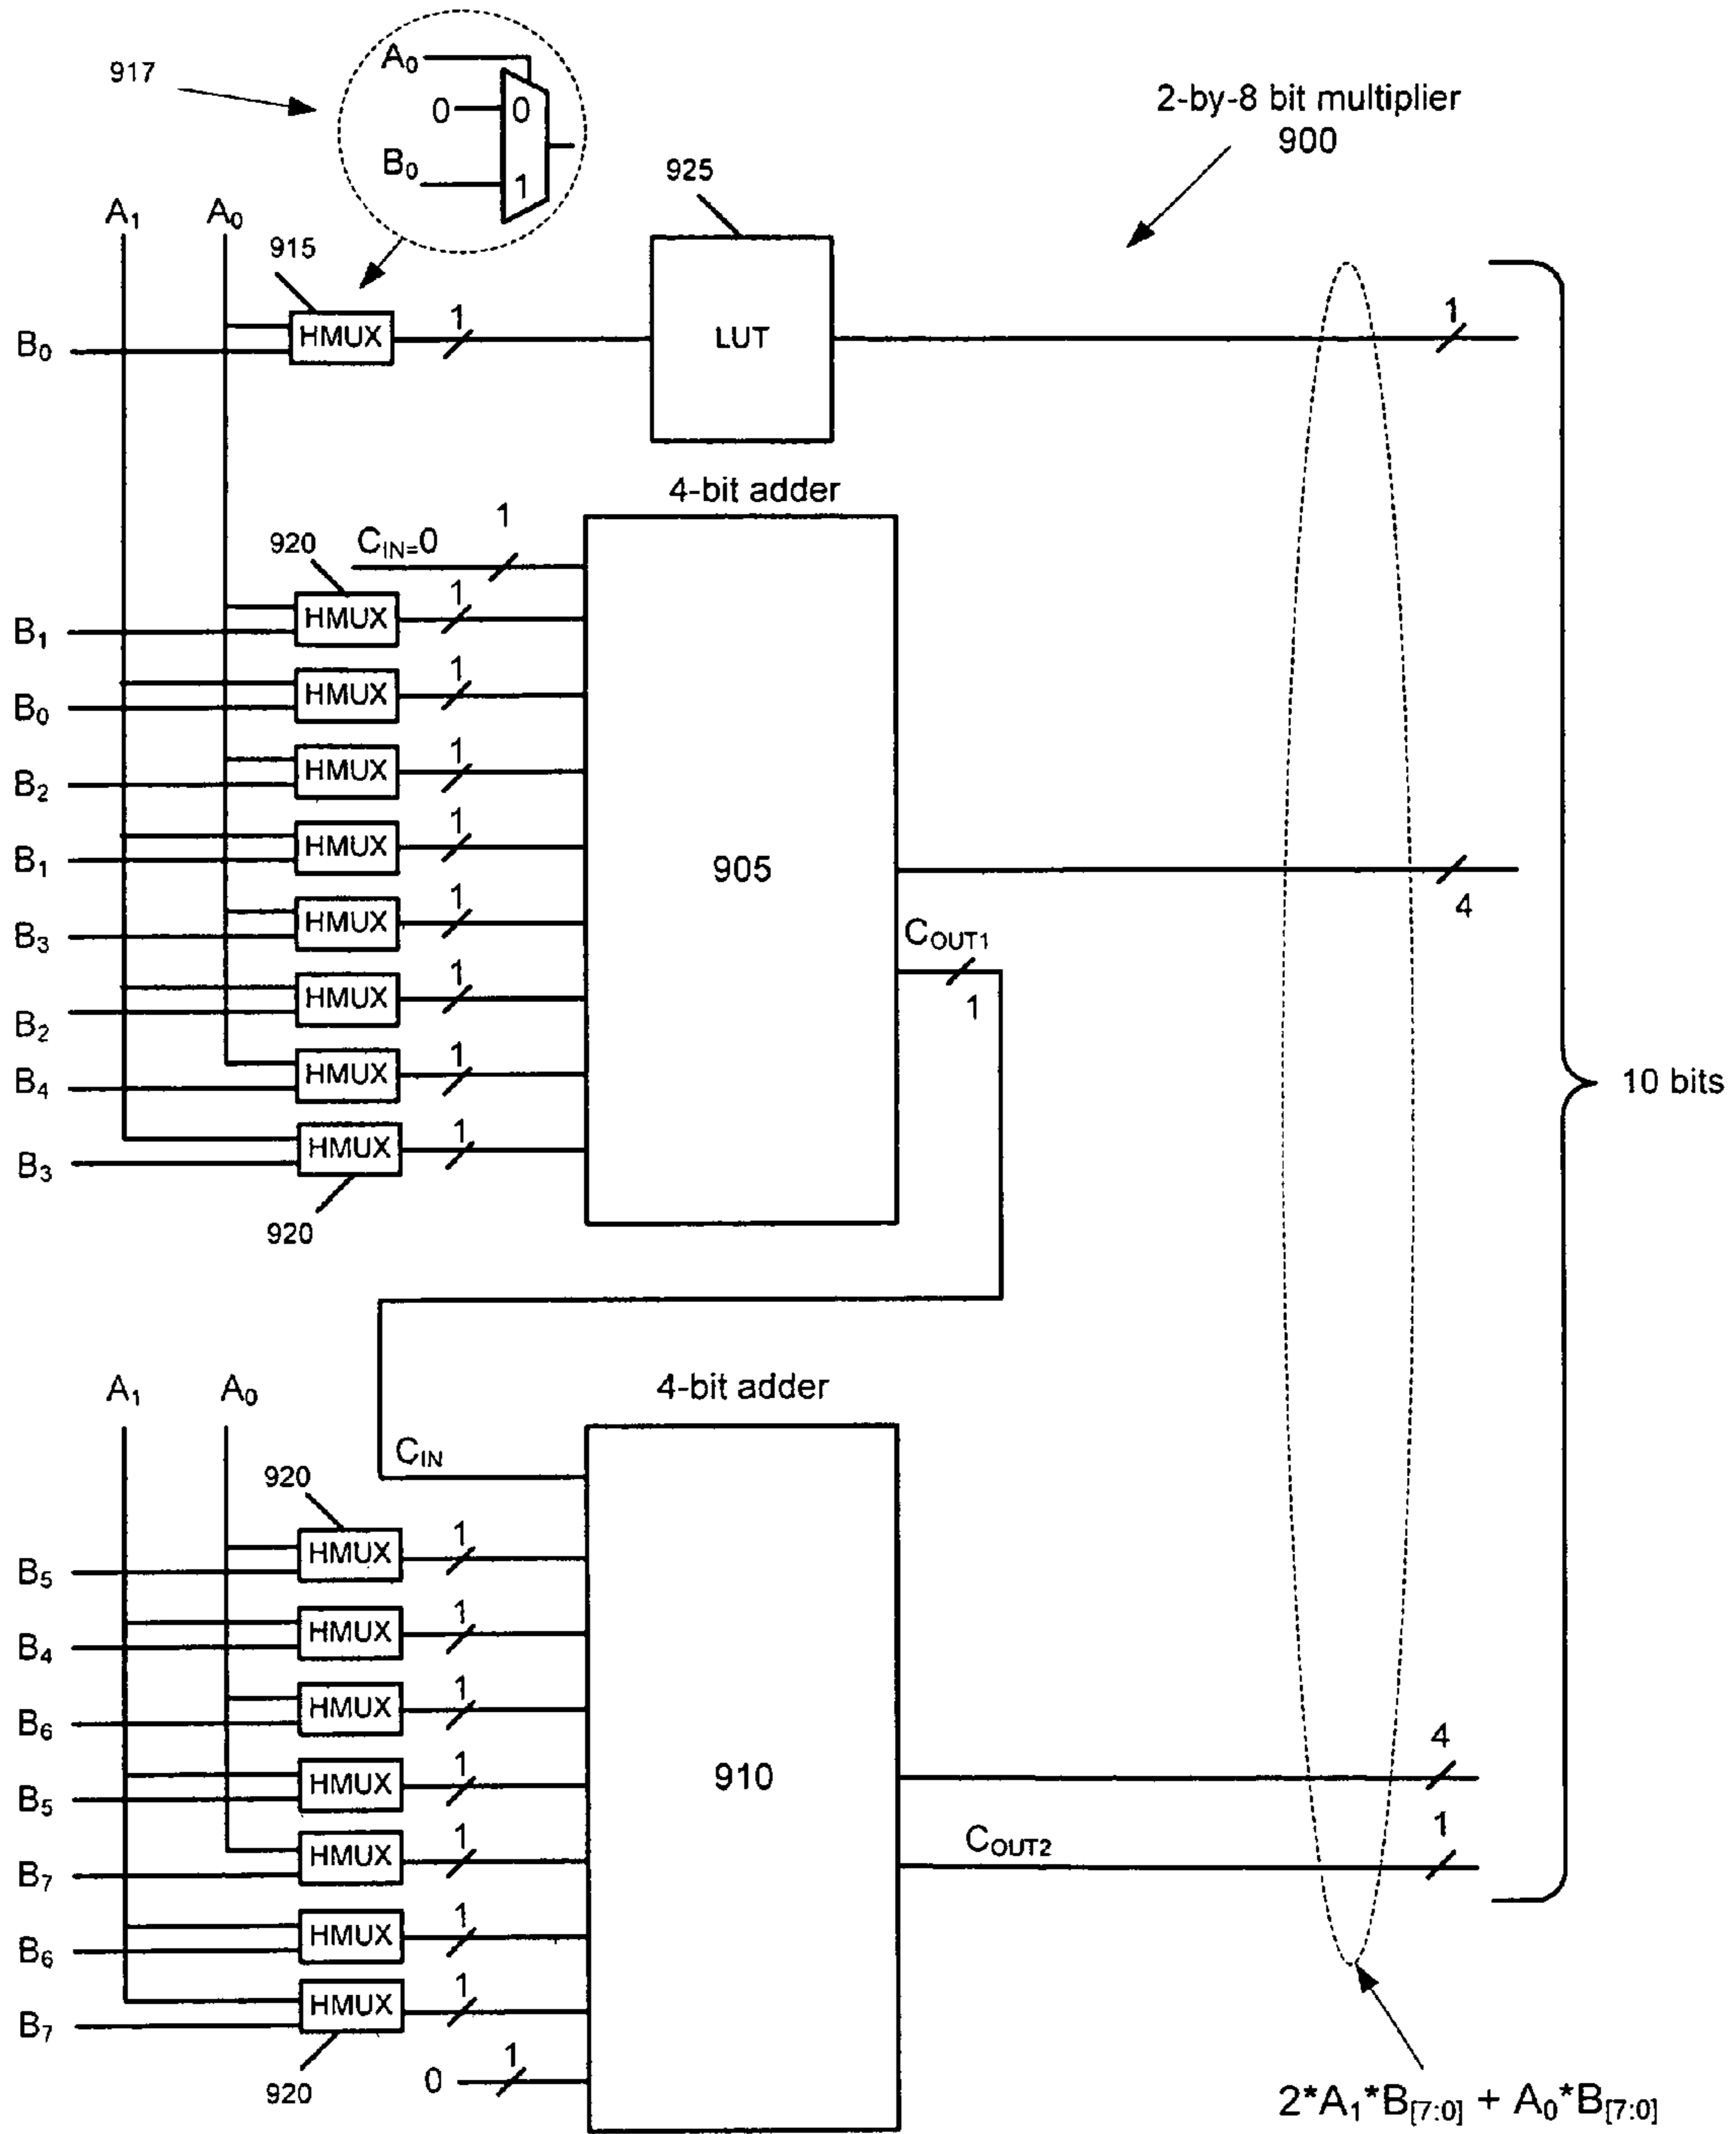 917
A₀
0
0
B₀
1
2-by-8 bit multiplier
900
925
A₁
A₀
915
B₀
HMUX
1
LUT
1
4-bit adder
920
C_IN=0
1
B₁
HMUX
1
B₀
HMUX
1
B₂
HMUX
1
B₁
HMUX
1
905
4
B₃
HMUX
1
C_OUT1
1
B₂
HMUX
1
B₄
HMUX
1
10 bits
B₃
HMUX
1
920
A₁
A₀
4-bit adder
C_IN
920
B₅
HMUX
1
B₄
HMUX
1
B₆
HMUX
1
B₅
HMUX
1
910
4
B₇
HMUX
1
C_OUT2
1
B₆
HMUX
1
B₇
HMUX
1
920
0
1
2*A₁*B[7:0] + A₀*B[7:0]